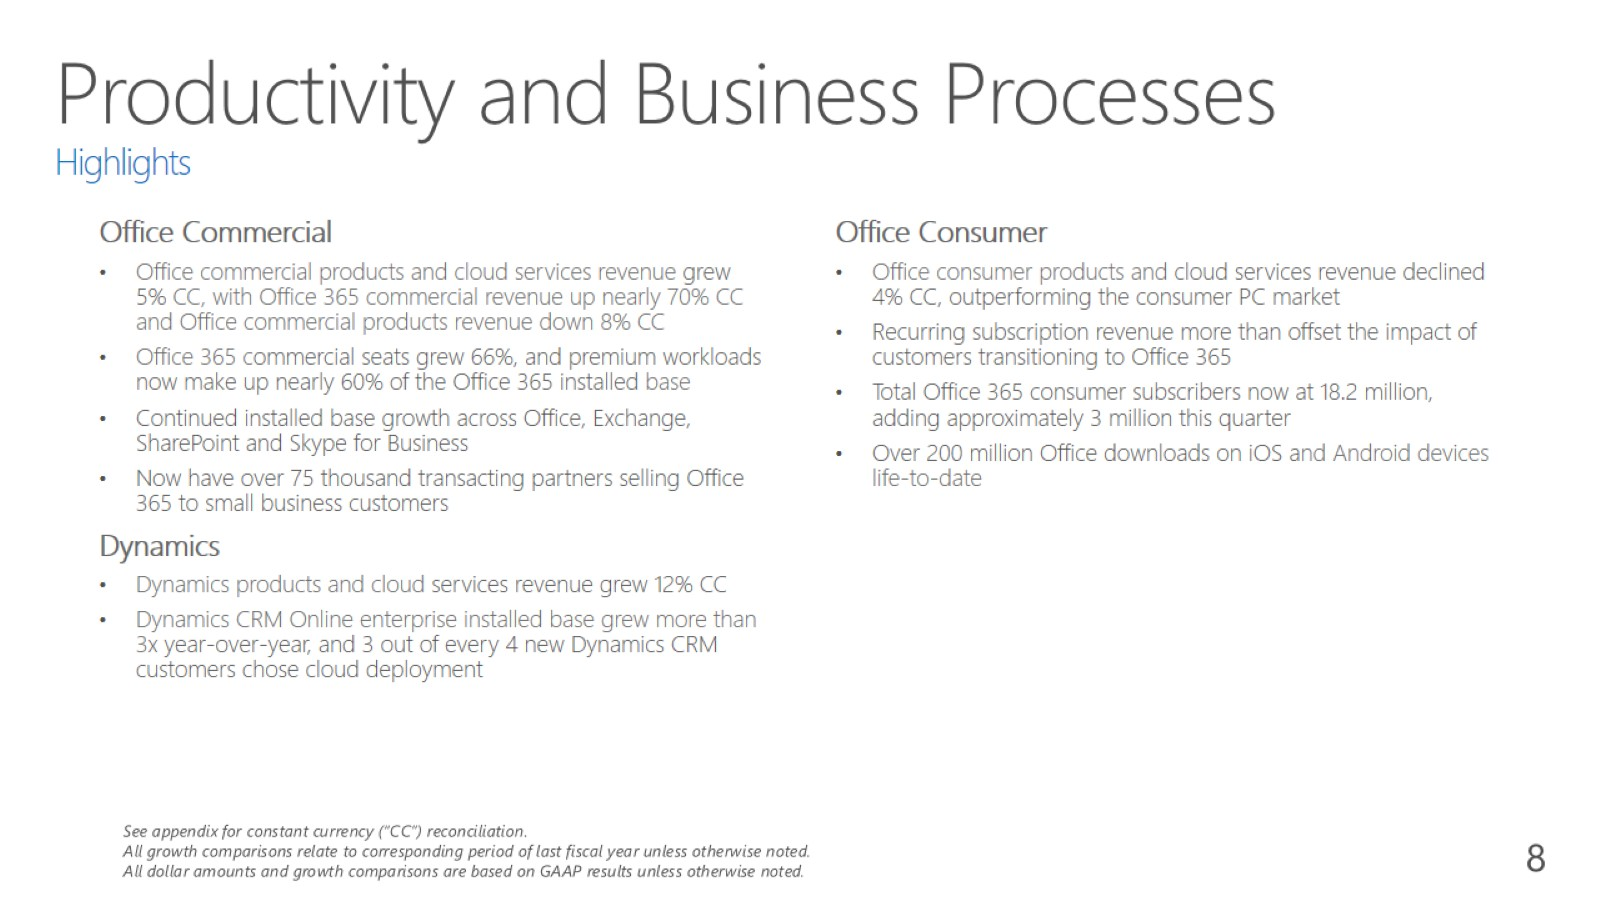 Productivity and Business Processes
Highlights
Office Commercial
• Office commercial products and cloud services revenue grew
5% CC, with Office 365 commercial revenue up nearly 70% CC
and Office commercial products revenue down 8% CC
• Office 365 commercial seats grew 66%, and premium workloads
now make up nearly 60% of the Office 365 installed base
• Continued installed base growth across Office, Exchange,
SharePoint and Skype for Business
• Now have over 75 thousand transacting partners selling Office
365 to small business customers
Dynamics
• Dynamics products and cloud services revenue grew 12% CC
• Dynamics CRM Online enterprise installed base grew more than
3x year-over-year, and 3 out of every 4 new Dynamics CRM
customers chose cloud deployment
Office Consumer
• Office consumer products and cloud services revenue declined
4% CC, outperforming the consumer PC market
• Recurring subscription revenue more than offset the impact of
customers transitioning to Office 365
• Total Office 365 consumer subscribers now at 18.2 million,
adding approximately 3 million this quarter
• Over 200 million Office downloads on iOS and Android devices
life-to-date
See appendix for constant currency ("CC") reconciliation.
All growth comparisons relate to corresponding period of last fiscal year unless otherwise noted.
All dollar amounts and growth comparisons are based on GAAP results unless otherwise noted.
8